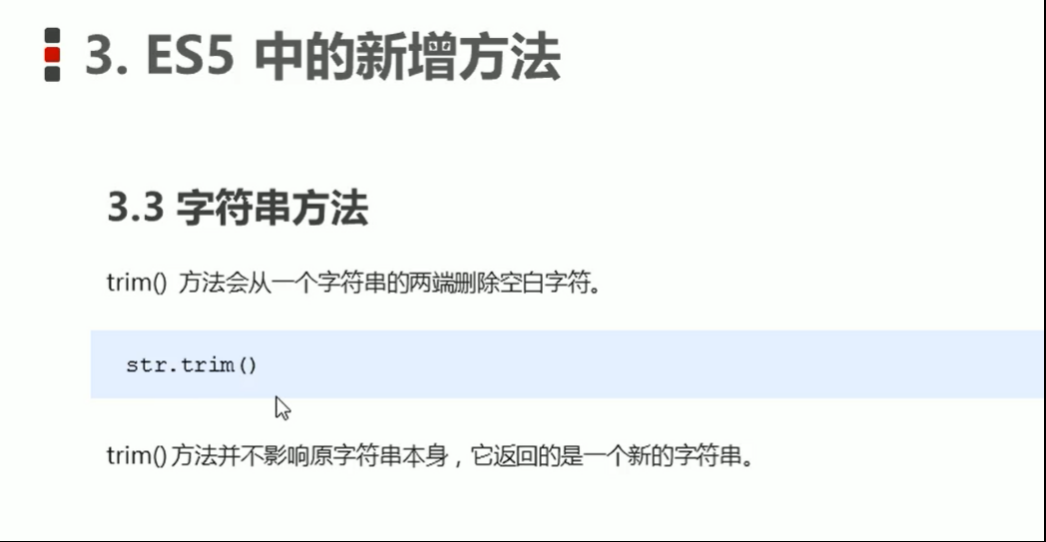 3. ES5 中的新增方法
3.3 字符串方法
trim() 方法会从一个字符串的两端删除空白字符。
str.trim()
trim()方法并不影响原字符串本身，它返回的是一个新的字符串。